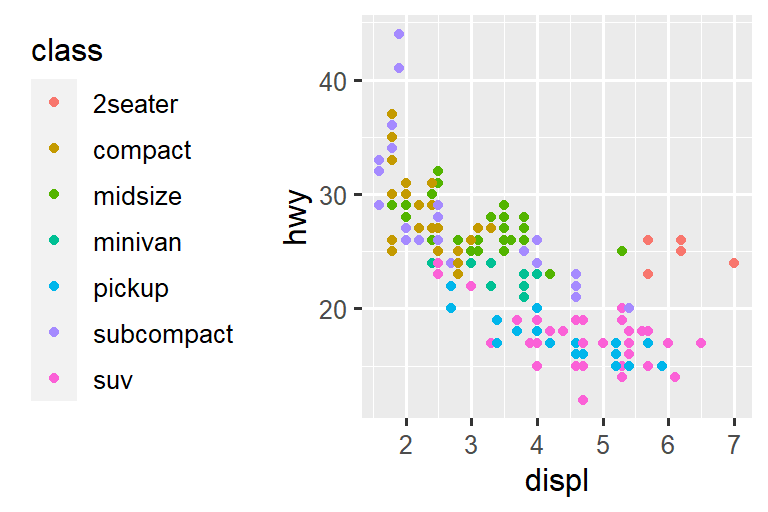 class
2seater
compact
midsize
minivan
pickup
subcompact
suv
hwy
40
30
20
2 3 4 5 6 7
displ